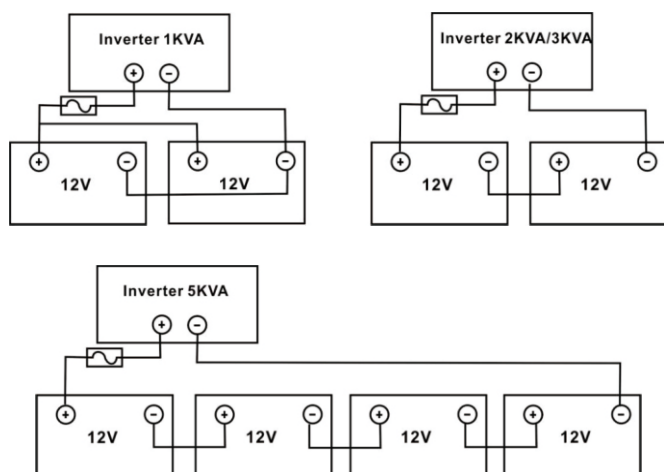 Inverter 1KVA
+ −
+ − + −
12V 12V
Inverter 2KVA/3KVA
+ −
+ − + −
12V 12V
Inverter 5KVA
+ −
+ − + − + − + −
12V 12V 12V 12V